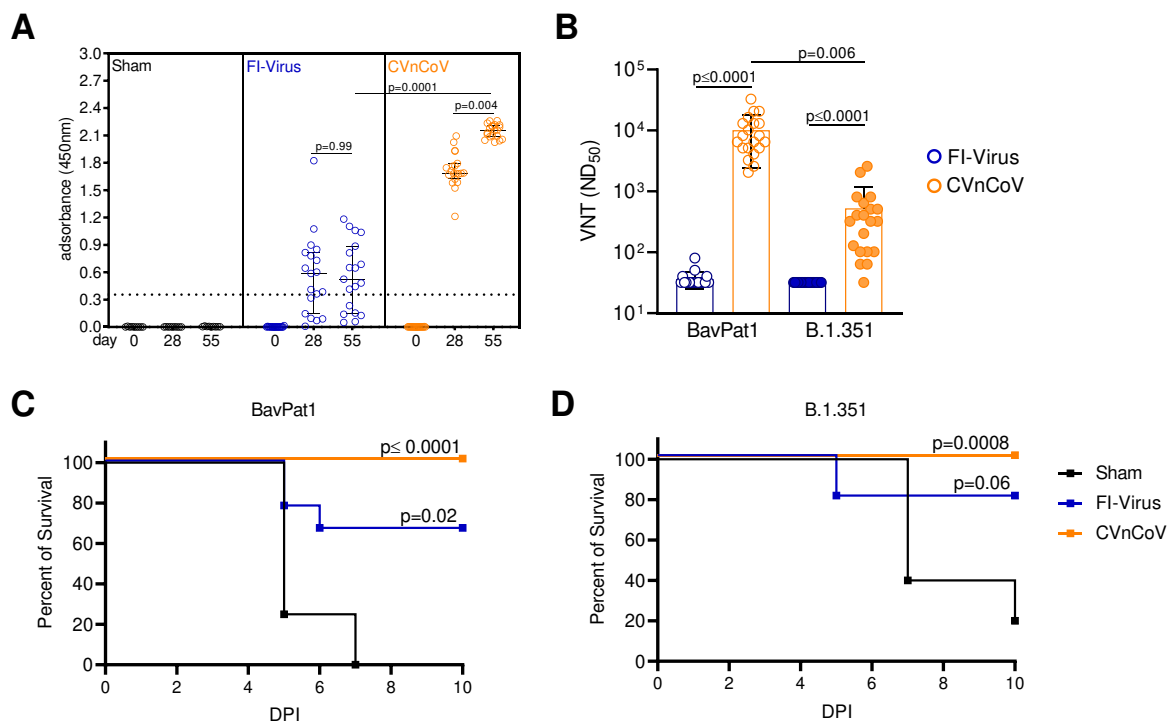 A
adsorbance (450nm)
3.0
2.7
2.4
2.1
1.8
1.5
1.2
0.9
0.6
0.3
0.0
Sham
FI-Virus
CVnCoV
p=0.0001
p=0.004
p=0.99
day 0 28 55 0 28 55 0 28 55
B
VNT (ND50)
10^5
10^4
10^3
10^2
10^1
p=0.006
p≤0.0001
p≤0.0001
BavPat1 B.1.351
FI-Virus
CVnCoV
C
BavPat1
Percent of Survival
100
80
60
40
20
0
p≤ 0.0001
p=0.02
0 2 4 6 8 10
DPI
D
B.1.351
Percent of Survival
100
80
60
40
20
0
p=0.0008
p=0.06
0 2 4 6 8 10
DPI
Sham
FI-Virus
CVnCoV